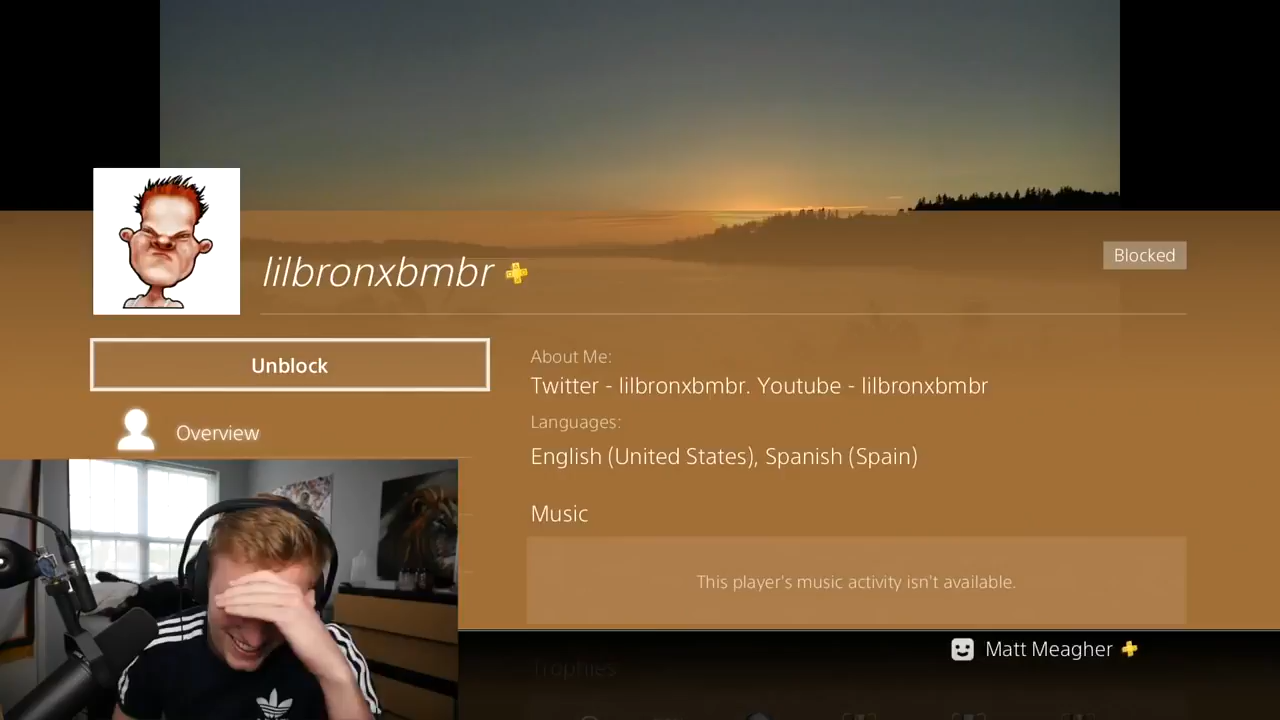 lilbronxbmbr
Blocked
Unblock
Overview
About Me:
Twitter - lilbronxbmbr. Youtube - lilbronxbmbr
Languages:
English (United States), Spanish (Spain)
Music
This player's music activity isn't available.
Matt Meagher
Trophies